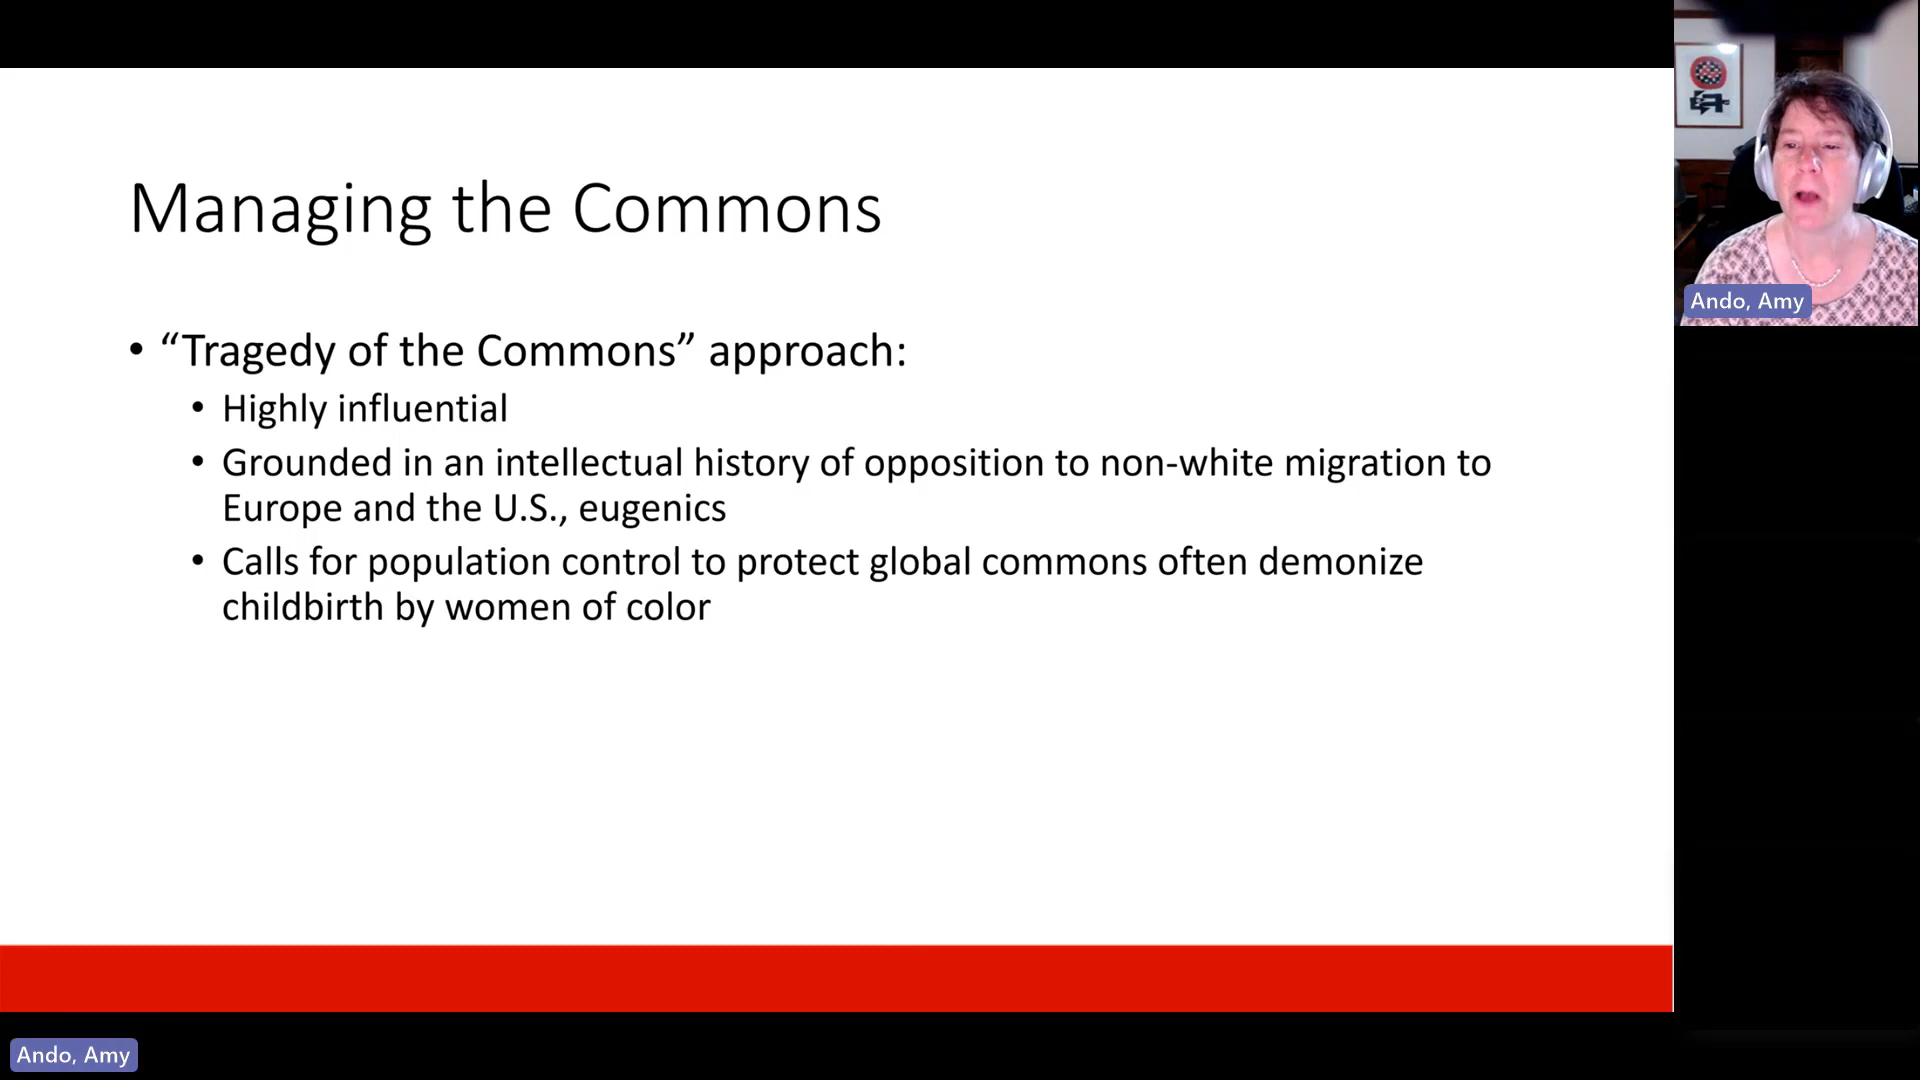 Managing the Commons
• “Tragedy of the Commons” approach:
• Highly influential
• Grounded in an intellectual history of opposition to non-white migration to
Europe and the U.S., eugenics
• Calls for population control to protect global commons often demonize
childbirth by women of color
Ando, Amy
Ando, Amy